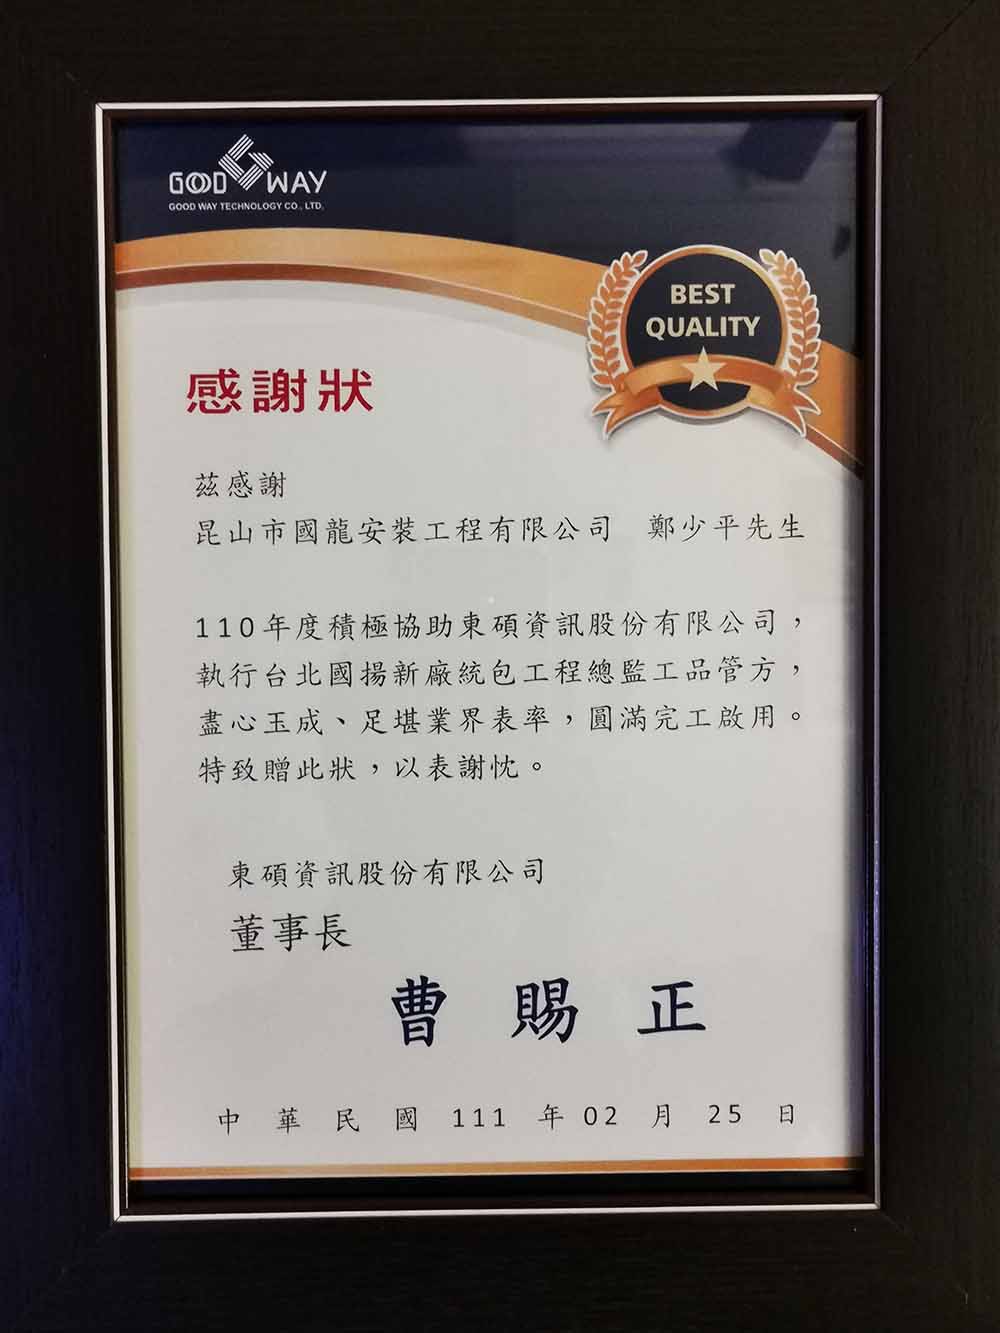 GOOD WAY
GOOD WAY TECHNOLOGY CO., LTD.
BEST
QUALITY
感謝狀
茲感謝
昆山市國龍安裝工程有限公司　鄭少平先生
110年度積極協助東碩資訊股份有限公司，
執行台北國揚新廠統包工程總監工品管方，
盡心玉成、足堪業界表率，圓滿完工啟用。
特致贈此狀，以表謝忱。
東碩資訊股份有限公司
董事長
曹 賜 正
中 華 民 國 111 年 02 月 25 日